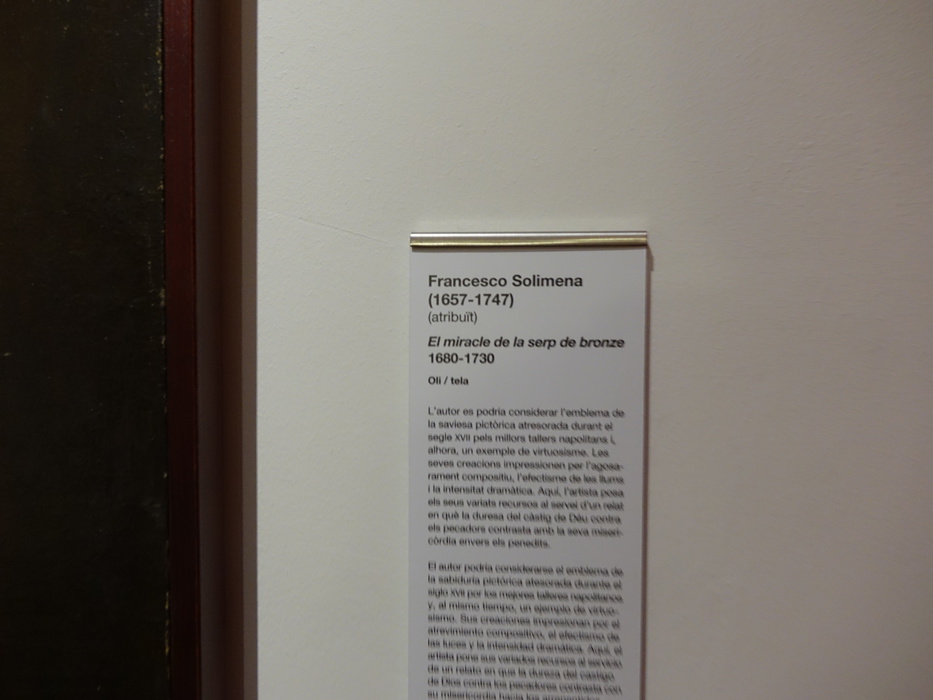 Francesco Solimena
(1657-1747)
(atribuït)
El miracle de la serp de bronze
1680-1730
Oli / tela
L'autor es podria considerar l'emblema de
la saviesa pictòrica atresorada durant el
segle XVII pels millors tallers napolitans i,
alhora, un exemple de virtuosisme. Les
seves creacions impressionen per l'agosa-
rament compositiu, l'efectisme de les llums
i la intensitat dramàtica. Aquí, l'artista posa
els seus variats recursos al servei d'un relat
en què la duresa del càstig de Déu contra
els pecadors contrasta amb la seva miseri-
còrdia envers els penedits.
El autor podría considerarse el emblema de
la sabiduría pictórica atesorada durante el
siglo XVII por los mejores talleres napolitanos
y, al mismo tiempo, un ejemplo de virtuo-
sismo. Sus creaciones impresionan por el
atrevimiento compositivo, el efectismo de
las luces y la intensidad dramática. Aquí, el
artista pone sus variados recursos al servicio
de un relato en que la dureza del castigo
de Dios contra los pecadores contrasta con
su misericordia hacia los